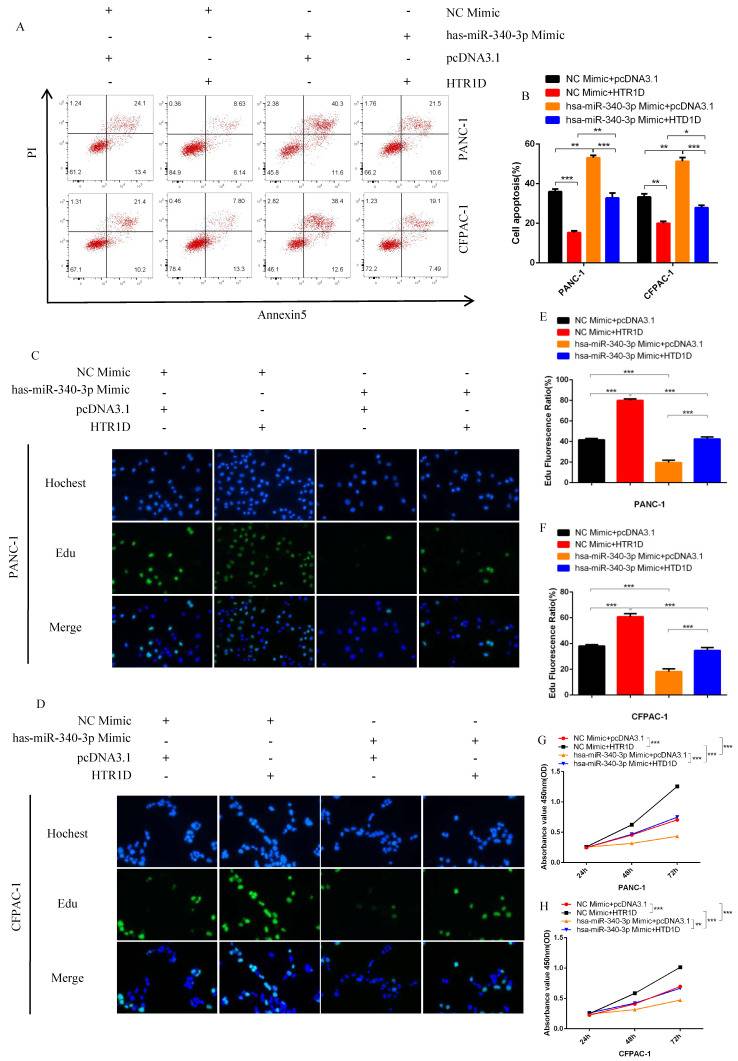 A
+ + - - NC Mimic
- - + + has-miR-340-3p Mimic
+ - + - pcDNA3.1
- + - + HTR1D
PI
1.24 24.1 0.36 8.63 2.38 40.3 1.76 21.5
61.2 13.4 84.9 6.14 45.8 11.6 66.2 10.6
PANC-1
1.31 21.4 0.46 7.80 2.82 38.4 1.23 19.1
67.1 10.2 78.4 13.3 46.1 12.6 72.2 7.49
CFPAC-1
Annexin5
B
NC Mimic+pcDNA3.1
NC Mimic+HTR1D
hsa-miR-340-3p Mimic+pcDNA3.1
hsa-miR-340-3p Mimic+HTD1D
Cell apoptosis(%)
60
40
20
0
** *
** *** ** ***
*** **
PANC-1 CFPAC-1
C
NC Mimic + + - -
has-miR-340-3p Mimic - - + +
pcDNA3.1 + - + -
HTR1D - + - +
PANC-1
Hochest
Edu
Merge
E
NC Mimic+pcDNA3.1
NC Mimic+HTR1D
hsa-miR-340-3p Mimic+pcDNA3.1
hsa-miR-340-3p Mimic+HTD1D
Edu Fluorescence Ratio(%)
100
80
60
40
20
0
***
*** ***
***
PANC-1
F
NC Mimic+pcDNA3.1
NC Mimic+HTR1D
hsa-miR-340-3p Mimic+pcDNA3.1
hsa-miR-340-3p Mimic+HTD1D
Edu Fluorescence Ratio(%)
80
60
40
20
0
***
*** ***
***
CFPAC-1
D
NC Mimic + + - -
has-miR-340-3p Mimic - - + +
pcDNA3.1 + - + -
HTR1D - + - +
CFPAC-1
Hochest
Edu
Merge
G
NC Mimic+pcDNA3.1
NC Mimic+HTR1D
hsa-miR-340-3p Mimic+pcDNA3.1
hsa-miR-340-3p Mimic+HTD1D
*** *** *** ***
Absorbance value 450nm(OD)
1.5
1.0
0.5
0.0
24h 48h 72h
PANC-1
H
NC Mimic+pcDNA3.1
NC Mimic+HTR1D
hsa-miR-340-3p Mimic+pcDNA3.1
hsa-miR-340-3p Mimic+HTD1D
*** ** *** ***
Absorbance value 450nm(OD)
1.5
1.0
0.5
0.0
24h 48h 72h
CFPAC-1